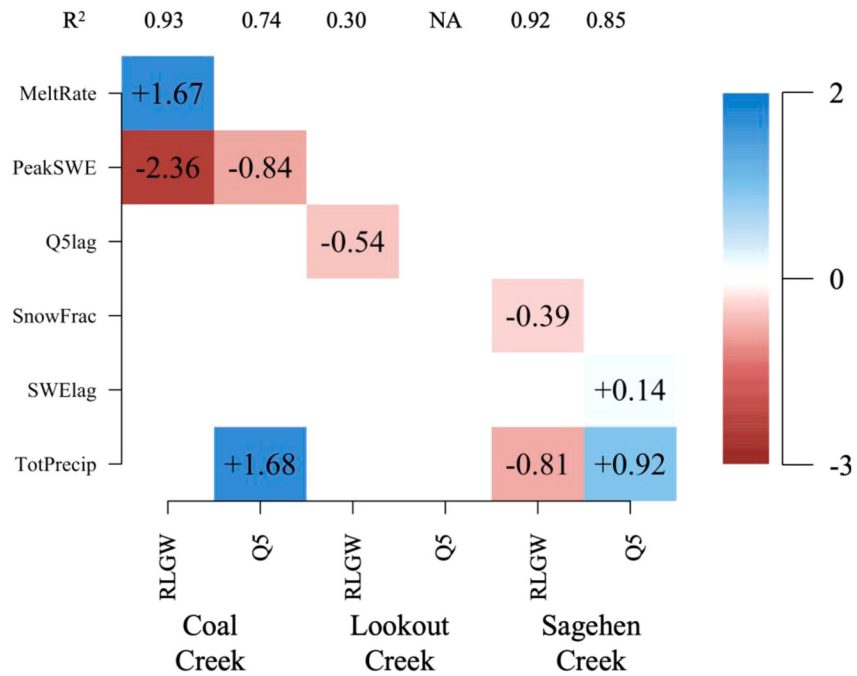 R² 0.93 0.74 0.30 NA 0.92 0.85
MeltRate +1.67
2
PeakSWE -2.36 -0.84
Q5lag -0.54
0
SnowFrac -0.39
SWElag +0.14
TotPrecip +1.68 -0.81 +0.92
-3
RLGW Q5 RLGW Q5 RLGW Q5
Coal Lookout Sagehen
Creek Creek Creek